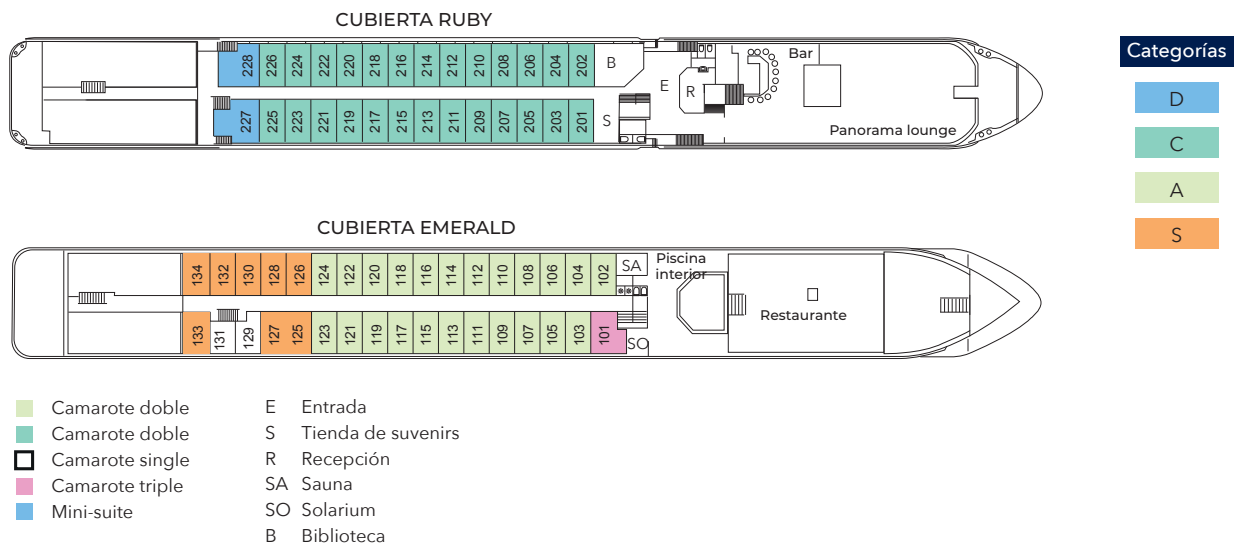 CUBIERTA RUBY
228 226 224 222 220 218 216 214 212 210 208 206 204 202 B
E
R
Bar
227 225 223 221 219 217 215 213 211 209 207 205 203 201 S
Panorama lounge
Categorías
D
C
A
S
CUBIERTA EMERALD
134 132 130 128 126 124 122 120 118 116 114 112 110 108 106 104 102 SA
Piscina
interior
Restaurante
133 131 129 127 125 123 121 119 117 115 113 111 109 107 105 103 101 SO
Camarote doble
Camarote doble
Camarote single
Camarote triple
Mini-suite
E Entrada
S Tienda de suvenirs
R Recepción
SA Sauna
SO Solarium
B Biblioteca